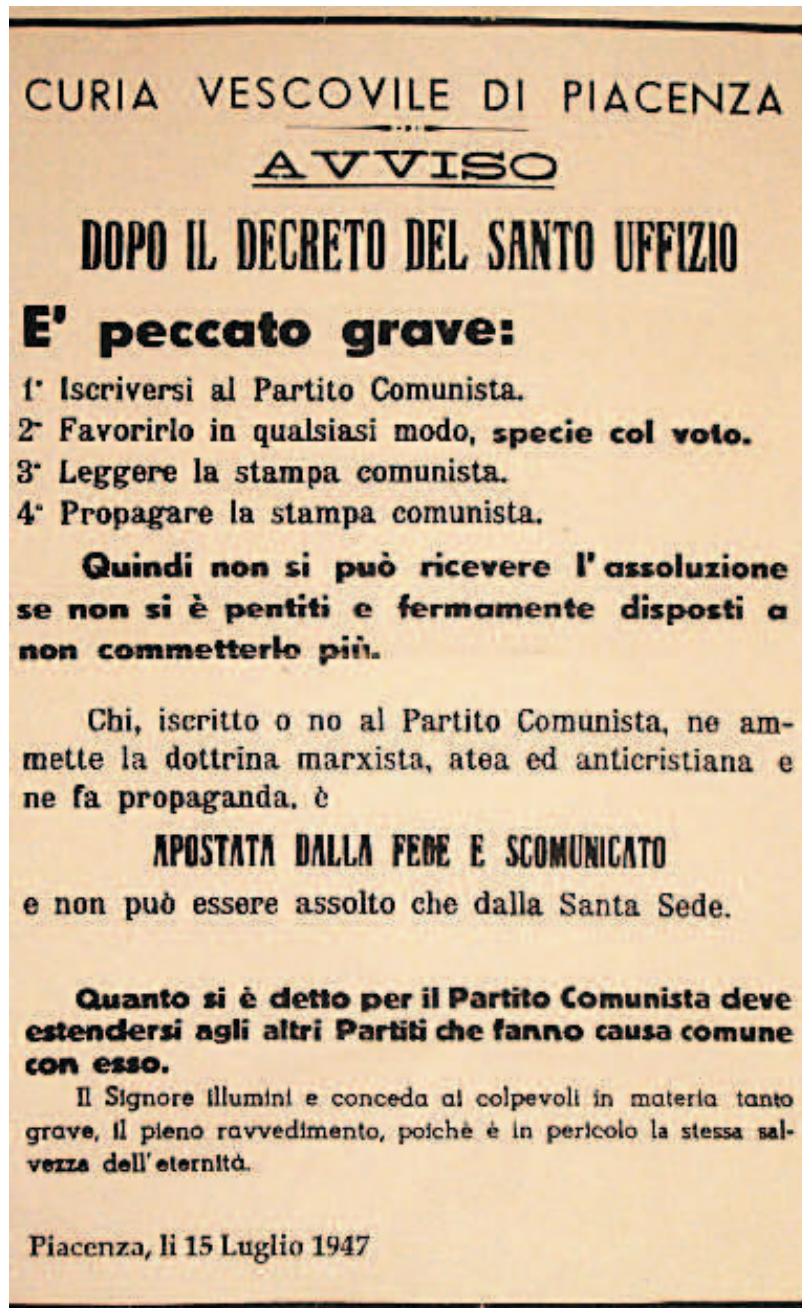 CURIA VESCOVILE DI PIACENZA
AVVISO
DOPO IL DECRETO DEL SANTO UFFIZIO
E' peccato grave:
1° Iscriversi al Partito Comunista.
2° Favorirlo in qualsiasi modo, specie col voto.
3° Leggere la stampa comunista.
4° Propagare la stampa comunista.
Quindi non si può ricevere l'assoluzione
se non si è pentiti e fermamente disposti a
non commetterlo più.
Chi, iscritto o no al Partito Comunista, ne am-
mette la dottrina marxista, atea ed anticristiana e
ne fa propaganda, è
APOSTATA DALLA FEDE E SCOMUNICATO
e non può essere assolto che dalla Santa Sede.
Quanto si è detto per il Partito Comunista deve
estendersi agli altri Partiti che fanno causa comune
con esso.
Il Signore illumini e conceda ai colpevoli in materia tanto
grave, il pieno ravvedimento, poichè è in pericolo la stessa sal-
vezza dell'eternità.
Piacenza, li 15 Luglio 1947